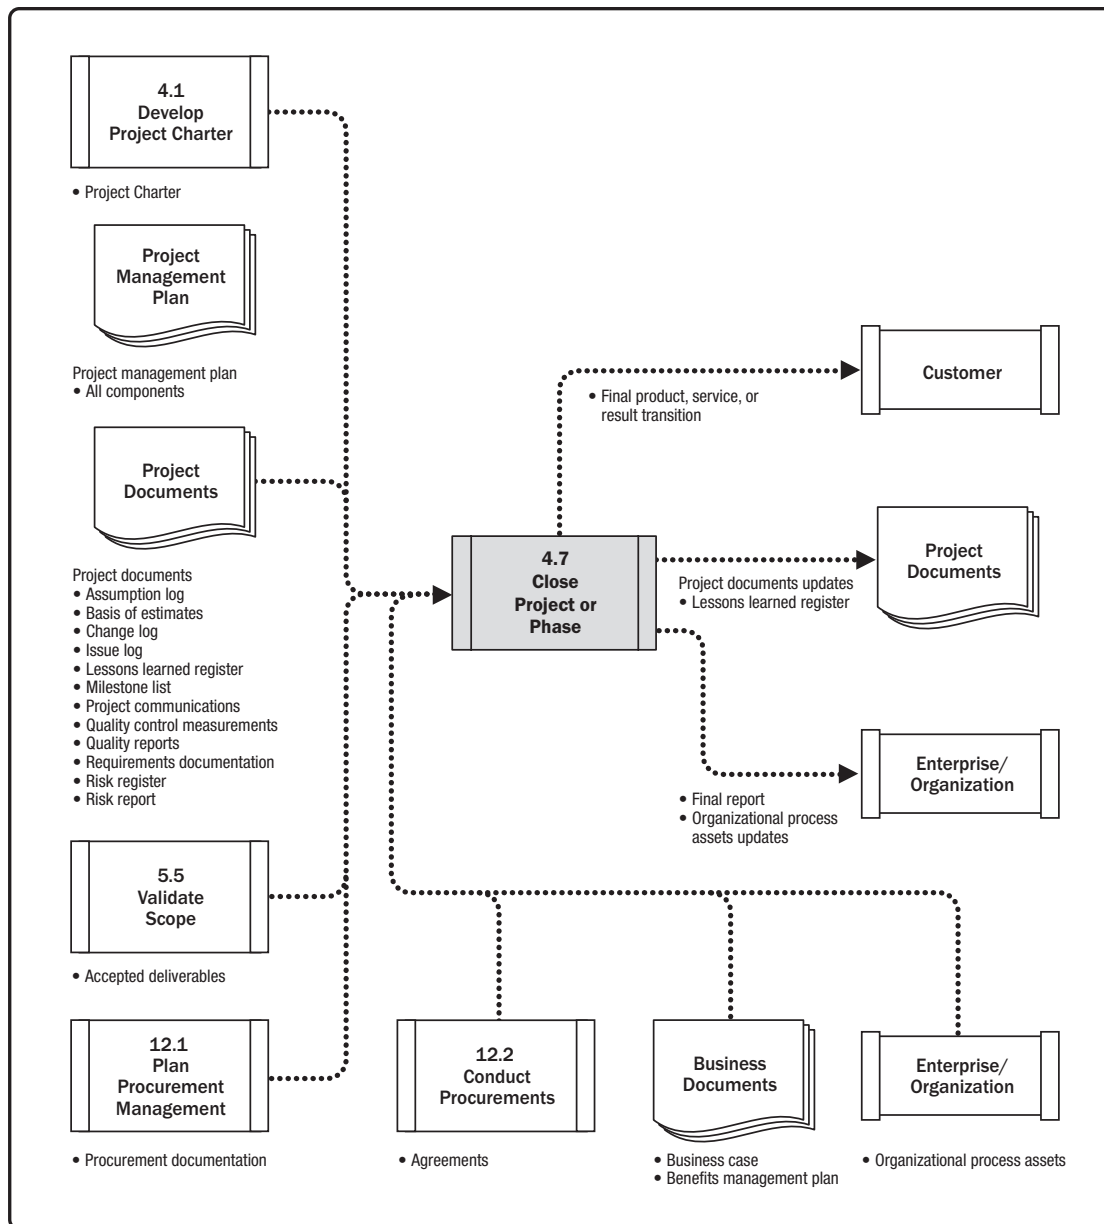 4.1
Develop
Project Charter
• Project Charter
Project
Management
Plan
Project management plan
• All components
Project
Documents
Project documents
• Assumption log
• Basis of estimates
• Change log
• Issue log
• Lessons learned register
• Milestone list
• Project communications
• Quality control measurements
• Quality reports
• Requirements documentation
• Risk register
• Risk report
5.5
Validate
Scope
• Accepted deliverables
12.1
Plan
Procurement
Management
• Procurement documentation
4.7
Close
Project or
Phase
• Final product, service, or
result transition
Customer
Project documents updates
• Lessons learned register
Project
Documents
• Final report
• Organizational process
assets updates
Enterprise/
Organization
12.2
Conduct
Procurements
• Agreements
Business
Documents
• Business case
• Benefits management plan
Enterprise/
Organization
• Organizational process assets